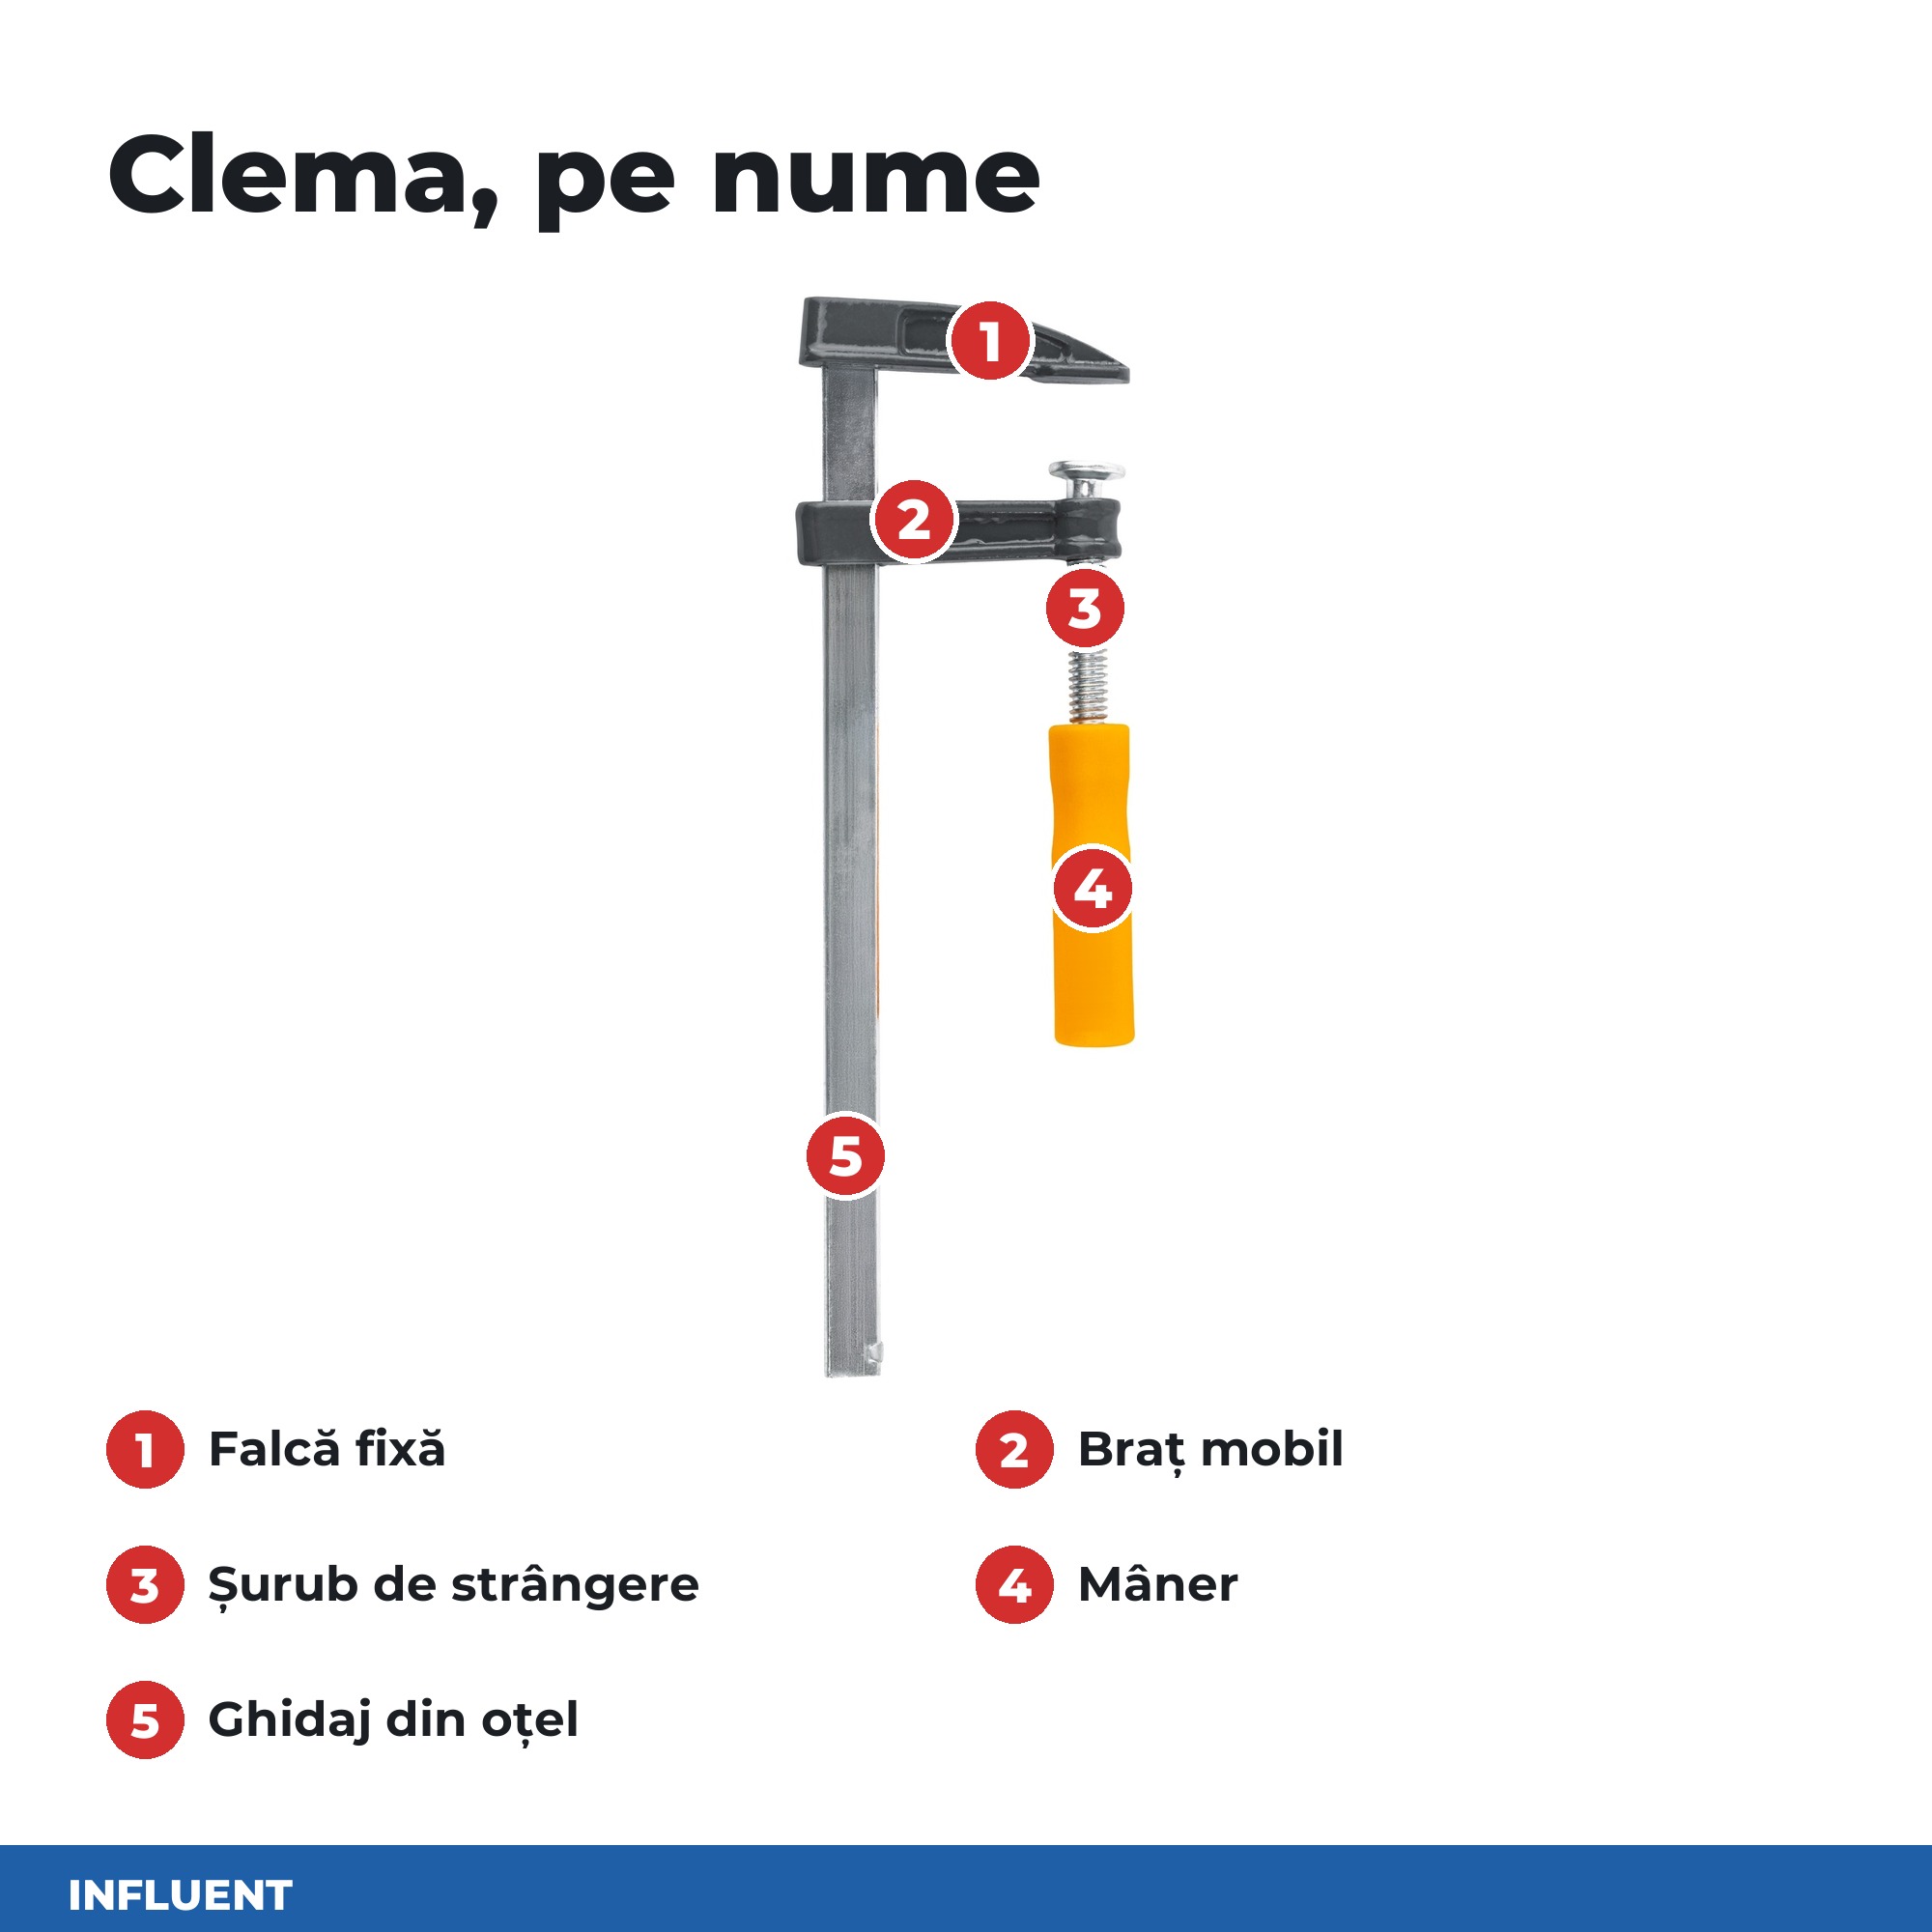 Clema, pe nume
1
2
3
4
5
1 Falcă fixă
2 Braț mobil
3 Șurub de strângere
4 Mâner
5 Ghidaj din oțel
INFLUENT